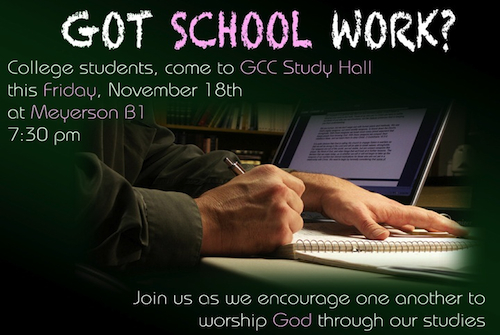 GOT SCHOOL WORK?
College students, come to GCC Study Hall
this Friday, November 18th
at Meyerson B1
7:30 pm
Join us as we encourage one another to
worship God through our studies